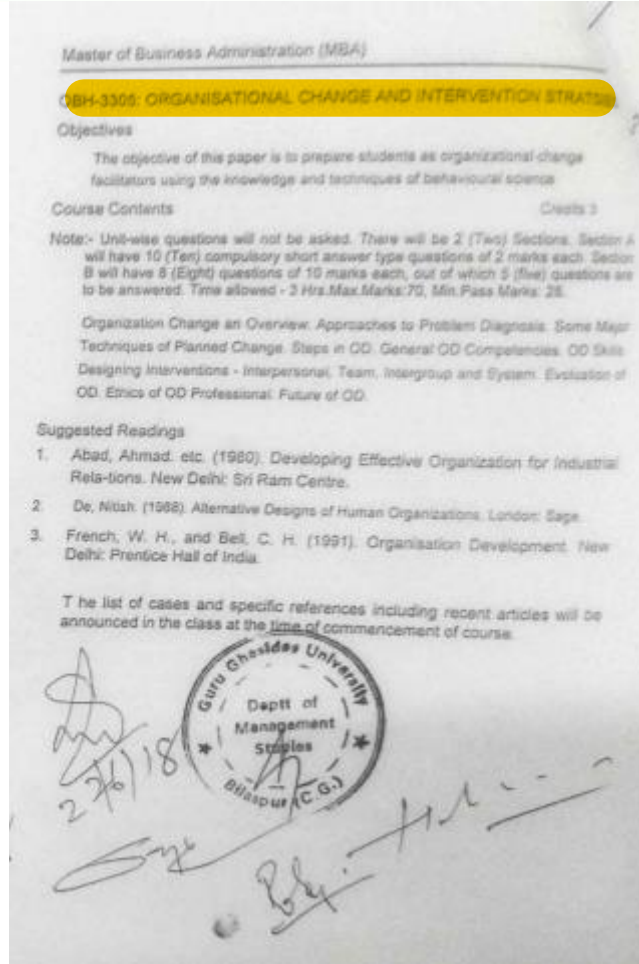 Master of Business Administration (MBA)
OBH-3305: ORGANISATIONAL CHANGE AND INTERVENTION
Objectives
The objective of this paper is to prepare students as organizational change
facilitators using the knowledge and techniques of behavioural science
Course Contents Credits 3
Note:- Unit-wise questions will not be asked. There will be 2 (Two) Sections. Section A
will have 10 (Ten) compulsory short answer type questions of 2 marks each. Section
B will have 8 (Eight) questions of 10 marks each, out of which 5 (five) questions are
to be answered. Time allowed - 3 Hrs.Max.Marks:70, Min.Pass Marks: 28.
Organization Change an Overview. Approaches to Problem Diagnosis. Some Major
Techniques of Planned Change. Steps in OD. General OD Competencies. OD Skills.
Designing Interventions - Interpersonal, Team, Intergroup and System. Evaluation of
OD. Ethics of OD Professional. Future of OD.
Suggested Readings
1. Abad, Ahmad. etc. (1980). Developing Effective Organization for Industrial
Rela-tions. New Delhi: Sri Ram Centre.
2. De, Nitish. (1988). Alternative Designs of Human Organizations. London: Sage.
3. French, W. H., and Bell, C. H. (1991). Organisation Development. New
Delhi: Prentice Hall of India.
T he list of cases and specific references including recent articles will be
announced in the class at the time of commencement of course.
Guru Ghasidas University
Deptt of
Management
Bilaspur (C.G.)